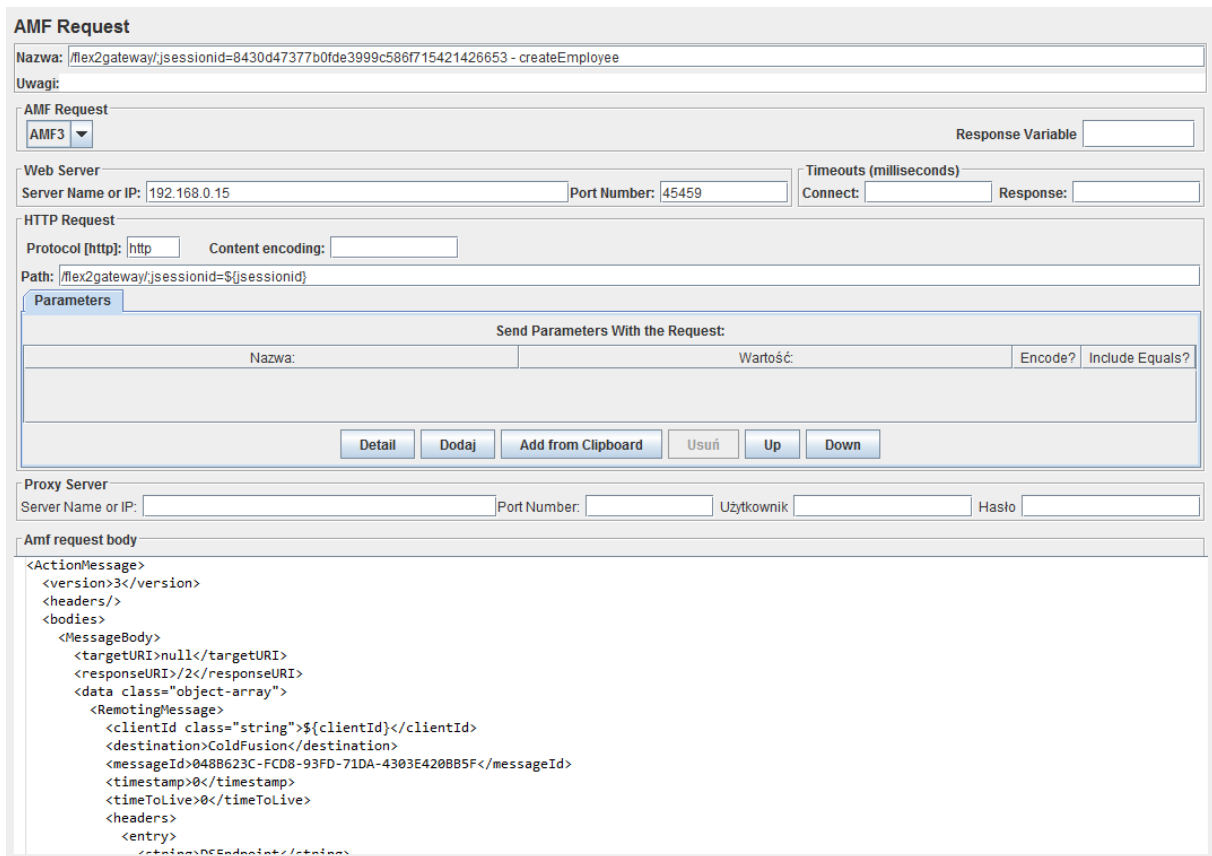 AMF Request
Nazwa: /flex2gateway/;jsessionid=8430d47377b0fde3999c586f715421426653 - createEmployee
Uwagi:
AMF Request
AMF3 Response Variable
Web Server Timeouts (milliseconds)
Server Name or IP: 192.168.0.15 Port Number: 45459 Connect: Response:
HTTP Request
Protocol [http]: http Content encoding:
Path: /flex2gateway/;jsessionid=${jsessionid}
Parameters
Send Parameters With the Request:
Nazwa: Wartość: Encode? Include Equals?
Detail Dodaj Add from Clipboard Usuń Up Down
Proxy Server
Server Name or IP: Port Number: Użytkownik Hasło
Amf request body
<ActionMessage>
<version>3</version>
<headers/>
<bodies>
<MessageBody>
<targetURI>null</targetURI>
<responseURI>/2</responseURI>
<data class="object-array">
<RemotingMessage>
<clientId class="string">${clientId}</clientId>
<destination>ColdFusion</destination>
<messageId>048B623C-FCD8-93FD-71DA-4303E420BB5F</messageId>
<timestamp>0</timestamp>
<timeToLive>0</timeToLive>
<headers>
<entry>
<string>DSEndpoint</string>